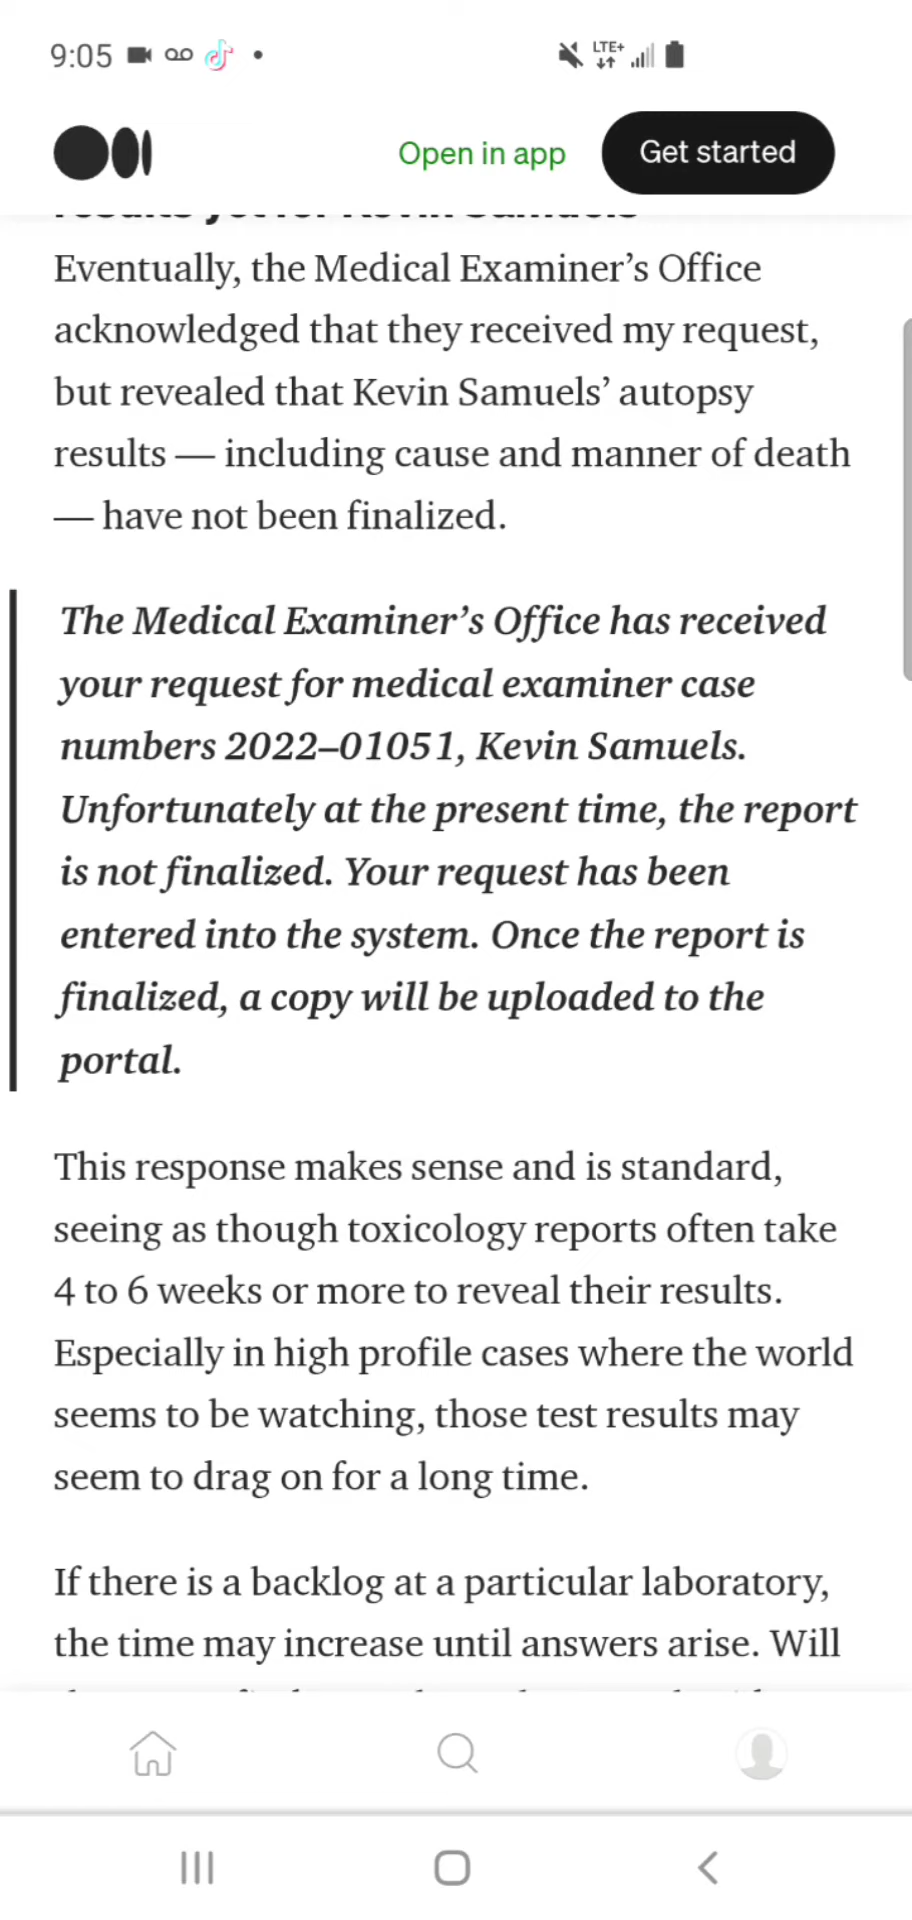 9:05
LTE+
Open in app
Get started
results yet for Kevin Samuels
Eventually, the Medical Examiner’s Office
acknowledged that they received my request,
but revealed that Kevin Samuels’ autopsy
results — including cause and manner of death
— have not been finalized.
The Medical Examiner’s Office has received
your request for medical examiner case
numbers 2022–01051, Kevin Samuels.
Unfortunately at the present time, the report
is not finalized. Your request has been
entered into the system. Once the report is
finalized, a copy will be uploaded to the
portal.
This response makes sense and is standard,
seeing as though toxicology reports often take
4 to 6 weeks or more to reveal their results.
Especially in high profile cases where the world
seems to be watching, those test results may
seem to drag on for a long time.
If there is a backlog at a particular laboratory,
the time may increase until answers arise. Will